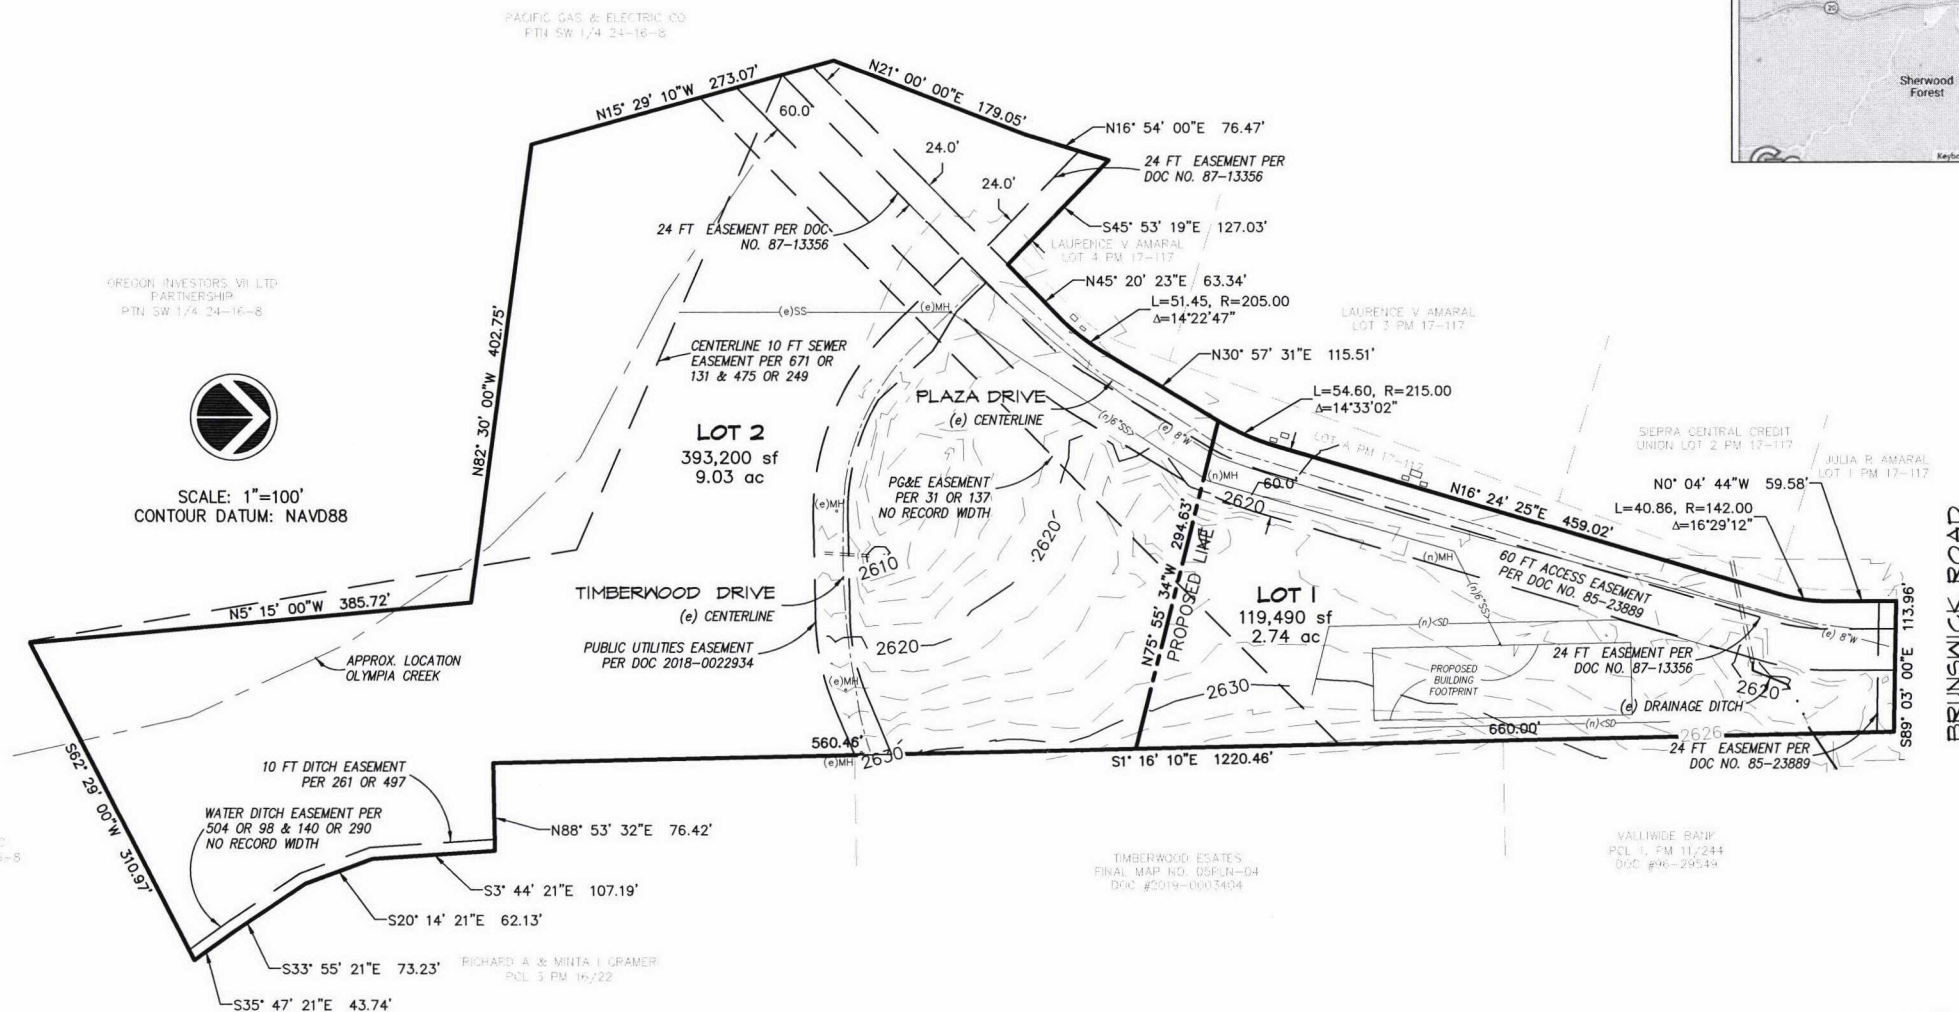 PACIFIC GAS & ELECTRIC CO
PTN SW 1/4 24-16-8
20
Sherwood
Forest
N15° 29' 10"W 273.07'
N21° 00' 00"E 179.05'
60.0'
N16° 54' 00"E 76.47'
24.0'
24 FT EASEMENT PER
DOC NO. 87-13356
24.0'
S45° 53' 19"E 127.03'
24 FT EASEMENT PER DOC
NO. 87-13356
LAURENCE V AMARAL
LOT 4 PM 17-117
N45° 20' 23"E 63.34'
OREGON INVESTORS VII LTD
PARTNERSHIP
PTN SW 1/4 24-16-8
L=51.45, R=205.00
Δ=14°22'47"
LAURENCE V AMARAL
LOT 3 PM 17-117
(e)SS
(e)MH
N82° 30' 00"W 402.75'
CENTERLINE 10 FT SEWER
EASEMENT PER 671 OR
131 & 475 OR 249
N30° 57' 31"E 115.51'
PLAZA DRIVE
(e) CENTERLINE
L=54.60, R=215.00
Δ=14°33'02"
LOT 2
393,200 sf
9.03 ac
(n)6"SS>
(e) 8"W
LOT A PM 17-117
SIERRA CENTRAL CREDIT
UNION LOT 2 PM 17-117
JULIA R AMARAL
LOT 1 PM 17-117
SCALE: 1"=100'
CONTOUR DATUM: NAVD88
PG&E EASEMENT
PER 31 OR 137
NO RECORD WIDTH
(n)MH
60.0'
2620
N16° 24' 25"E 459.02'
N0° 04' 44"W 59.58'
L=40.86, R=142.00
Δ=16°29'12"
(e)MH
2620
2610
N75° 55' 34"W 294.63'
PROPOSED LINE
(n)MH
60 FT ACCESS EASEMENT
PER DOC NO. 85-23889
BRUNSWICK ROAD
TIMBERWOOD DRIVE
(e) CENTERLINE
N5° 15' 00"W 385.72'
LOT 1
119,490 sf
2.74 ac
(n)6"SS>
(n)<SD
(e) 8"W
S89° 03' 00"E 113.96'
PUBLIC UTILITIES EASEMENT
PER DOC 2018-0022934
2620
APPROX. LOCATION
OLYMPIA CREEK
24 FT EASEMENT PER
DOC NO. 87-13356
PROPOSED
BUILDING
FOOTPRINT
(e)MH
2630
2620
(e) DRAINAGE DITCH
(n)<SD
560.46'
660.00'
2626
(e)MH
2630
S1° 16' 10"E 1220.46'
24 FT EASEMENT PER
DOC NO. 85-23889
S62° 29' 00"W 310.97'
10 FT DITCH EASEMENT
PER 261 OR 497
WATER DITCH EASEMENT PER
504 OR 98 & 140 OR 290
NO RECORD WIDTH
N88° 53' 32"E 76.42'
6-8
TIMBERWOOD ESATES
FINAL MAP NO. 05PLN-04
DOC #2019-0003404
VALLIWIDE BANK
PCL 1, PM 11/244
DOC #96-29549
S3° 44' 21"E 107.19'
S20° 14' 21"E 62.13'
S33° 55' 21"E 73.23'
RICHARD A & MINTA I CRAMER
PCL 3 PM 16/22
S35° 47' 21"E 43.74'